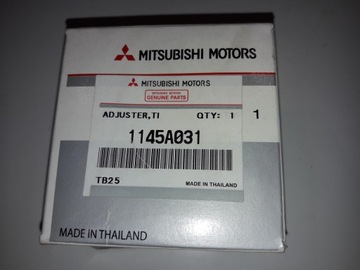 MITSUBISHI MOTORS
MITSUBISHI MOTORS
GENUINE PARTS
ADJUSTER,TI QTY: 1 1
1145A031
TB25 MADE IN THAILAND
MADE IN THAILAND